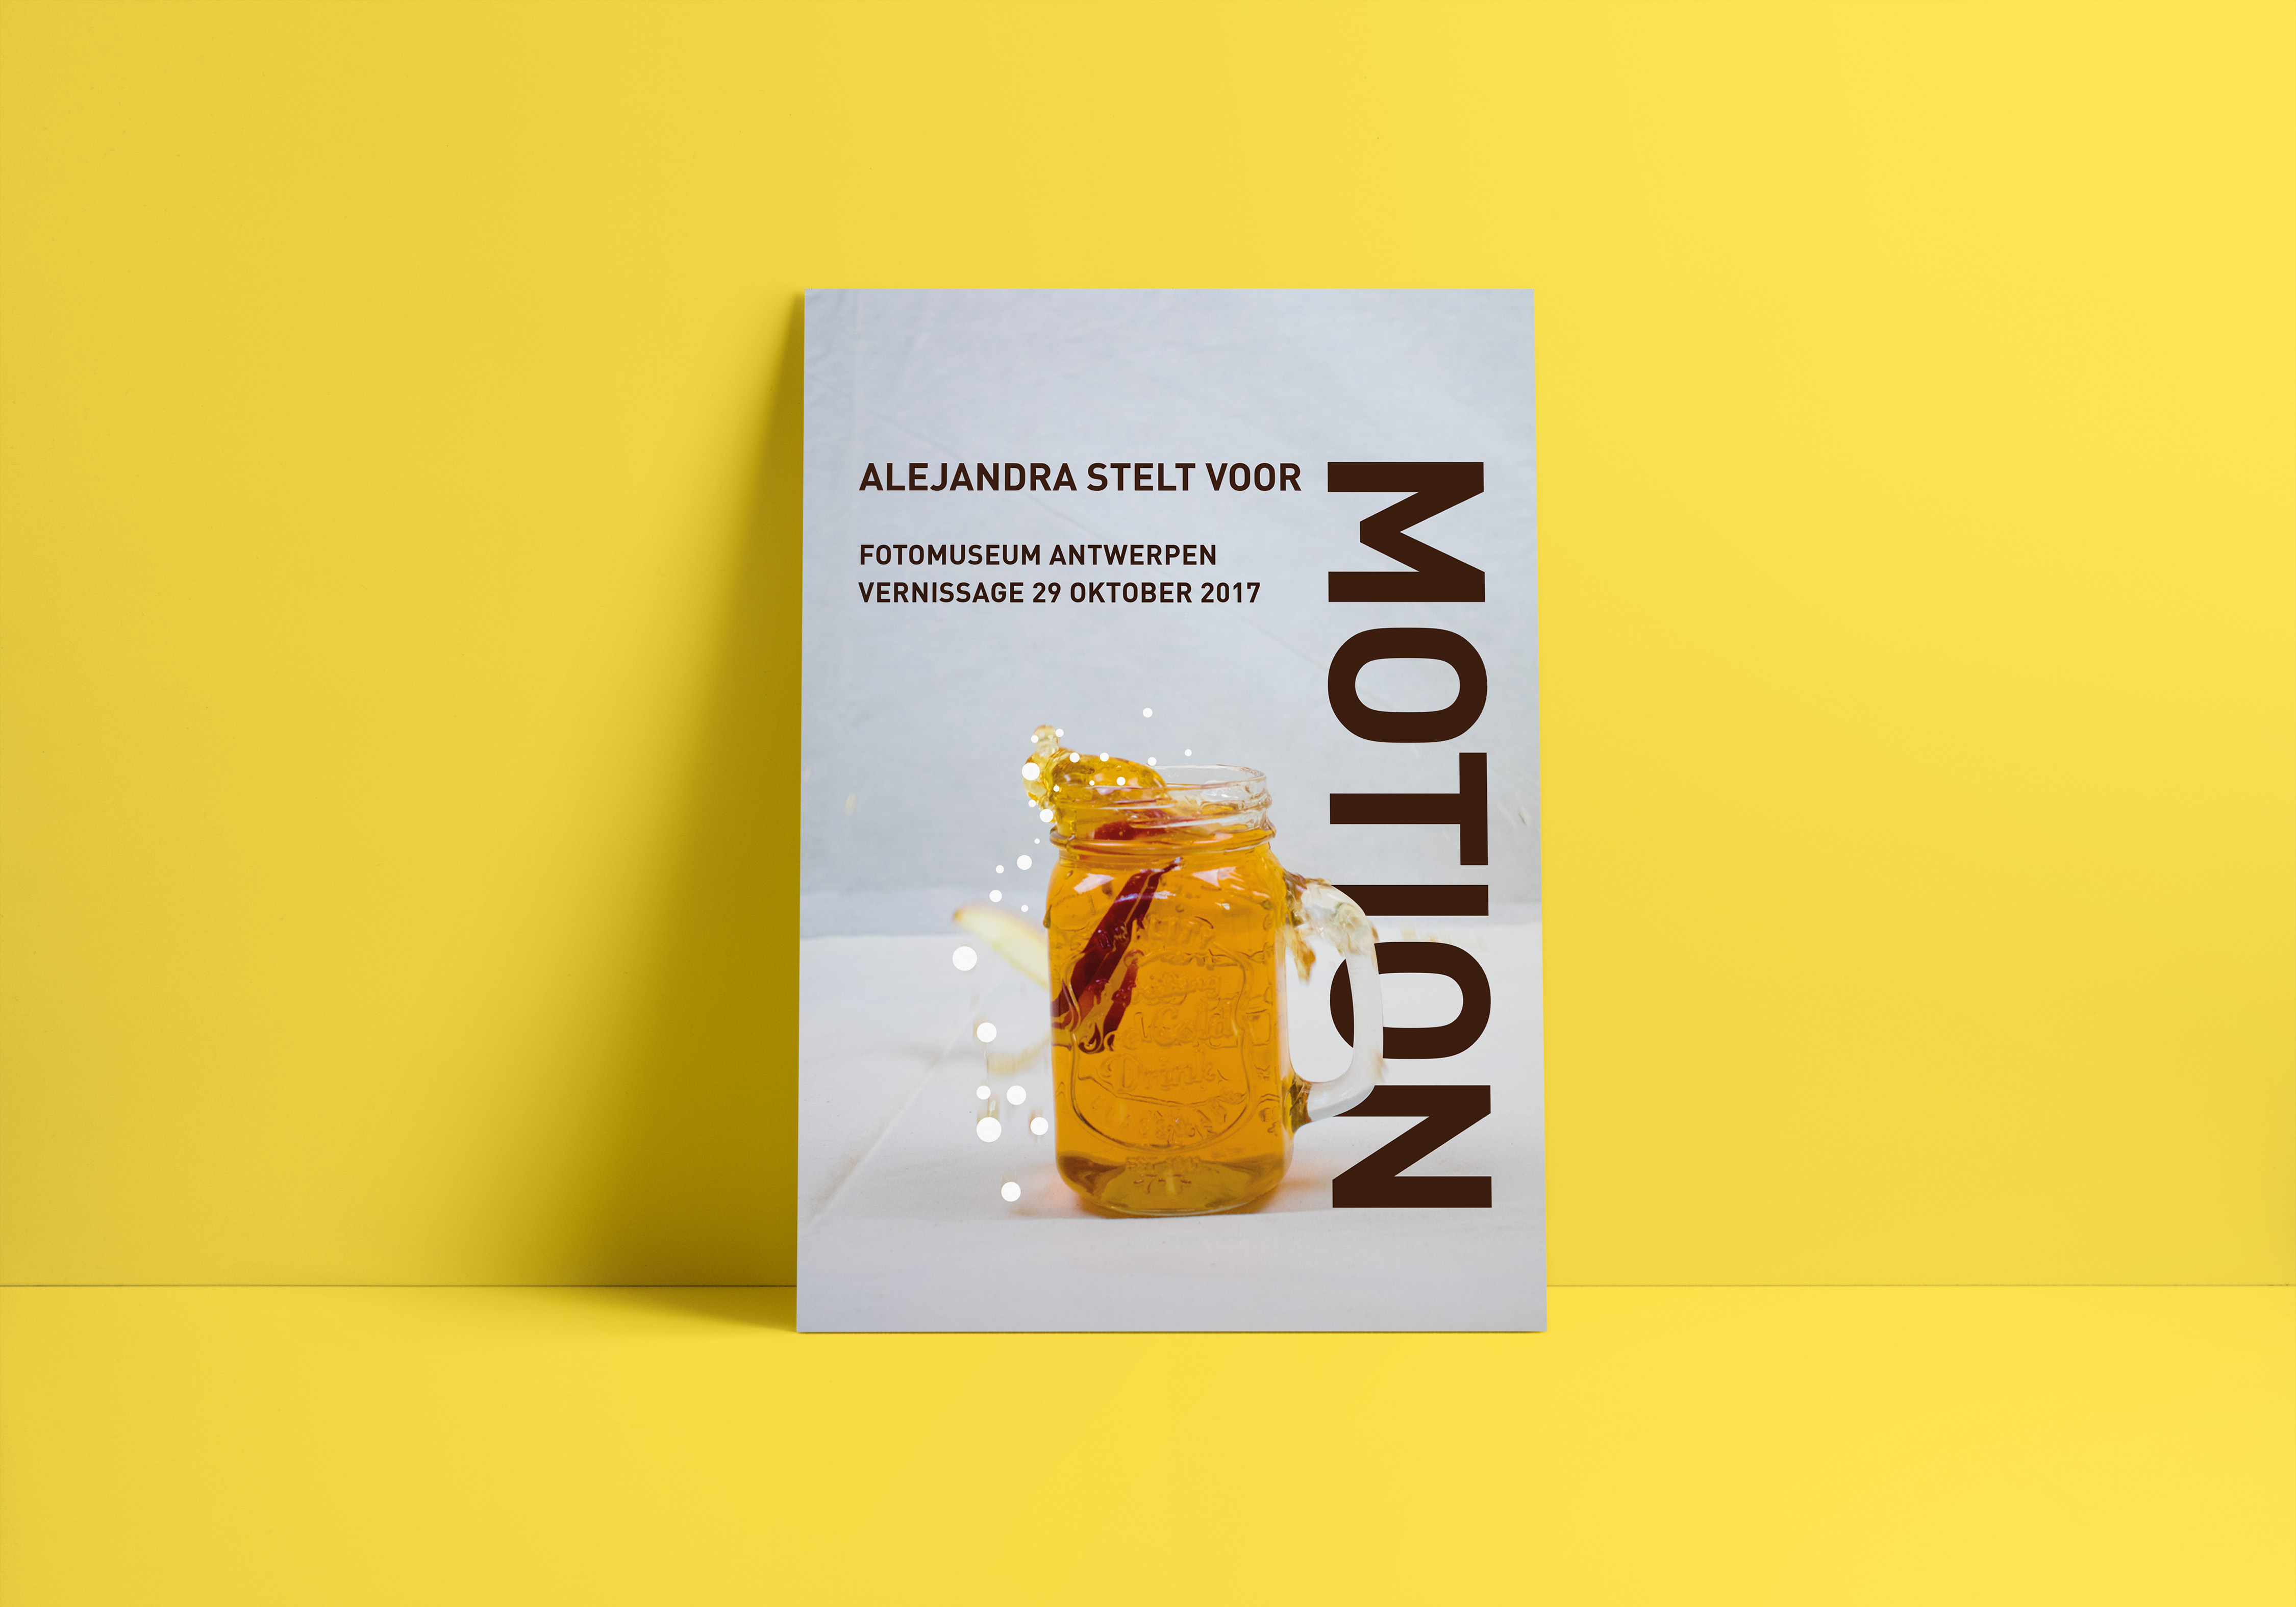 ALEJANDRA STELT VOOR
MOTION
FOTOMUSEUM ANTWERPEN
VERNISSAGE 29 OKTOBER 2017